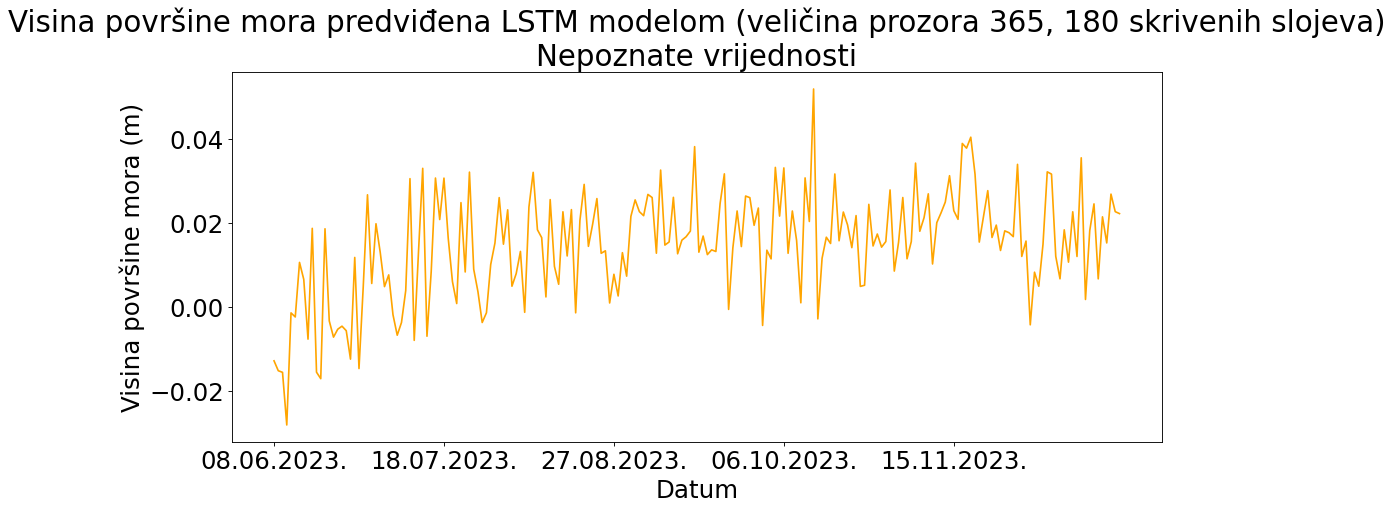 Visina površine mora predviđena LSTM modelom (veličina prozora 365, 180 skrivenih slojeva)
Nepoznate vrijednosti
Visina površine mora (m)
0.04
0.02
0.00
−0.02
08.06.2023. 18.07.2023. 27.08.2023. 06.10.2023. 15.11.2023.
Datum